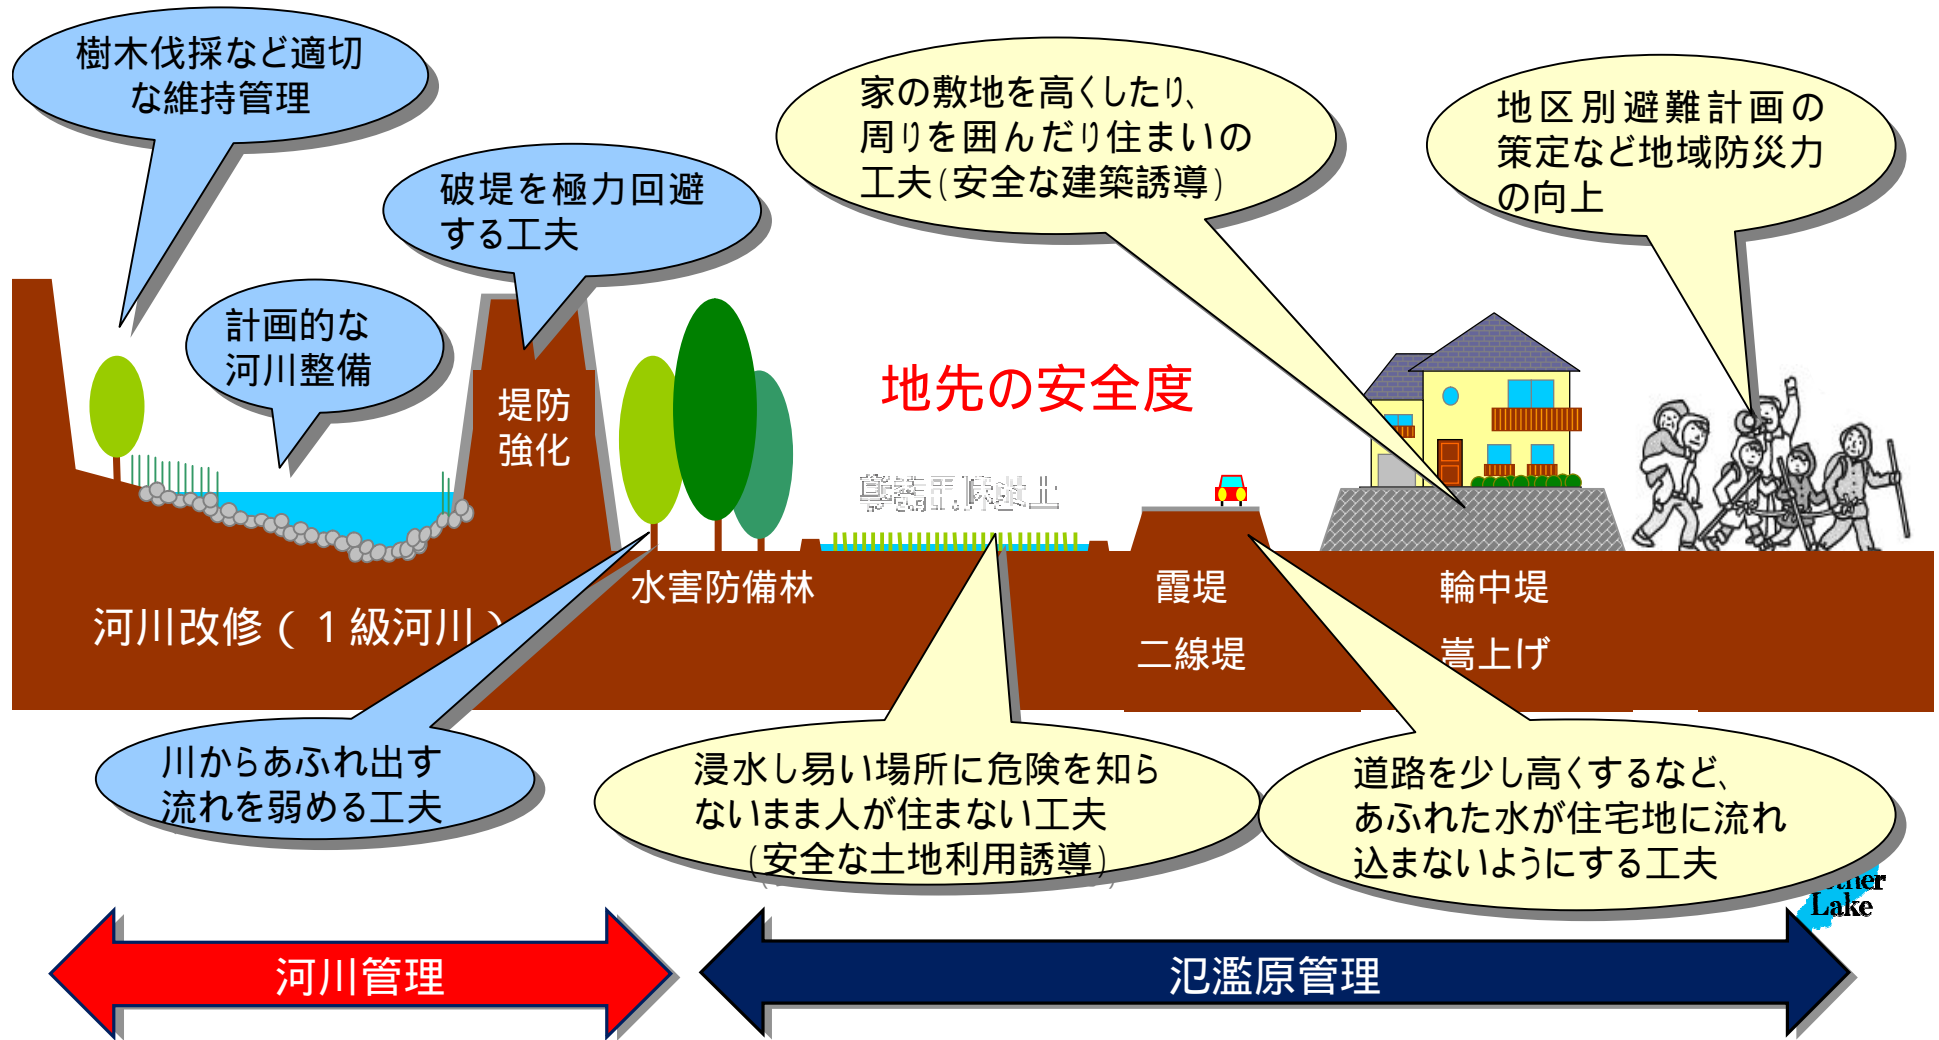 樹木伐採など適切
な維持管理
破堤を極力回避
する工夫
計画的な
河川整備
家の敷地を高くしたり、
周りを囲んだり住まいの
工夫(安全な建築誘導)
地区別避難計画の
策定など地域防災力
の向上
堤防
強化
地先の安全度
水害防備林
霞堤
二線堤
輪中堤
嵩上げ
河川改修(1級河川)
川からあふれ出す
流れを弱める工夫
浸水し易い場所に危険を知ら
ないまま人が住まない工夫
(安全な土地利用誘導)
道路を少し高くするなど、
あふれた水が住宅地に流れ
込まないようにする工夫
Lake
河川管理
氾濫原管理